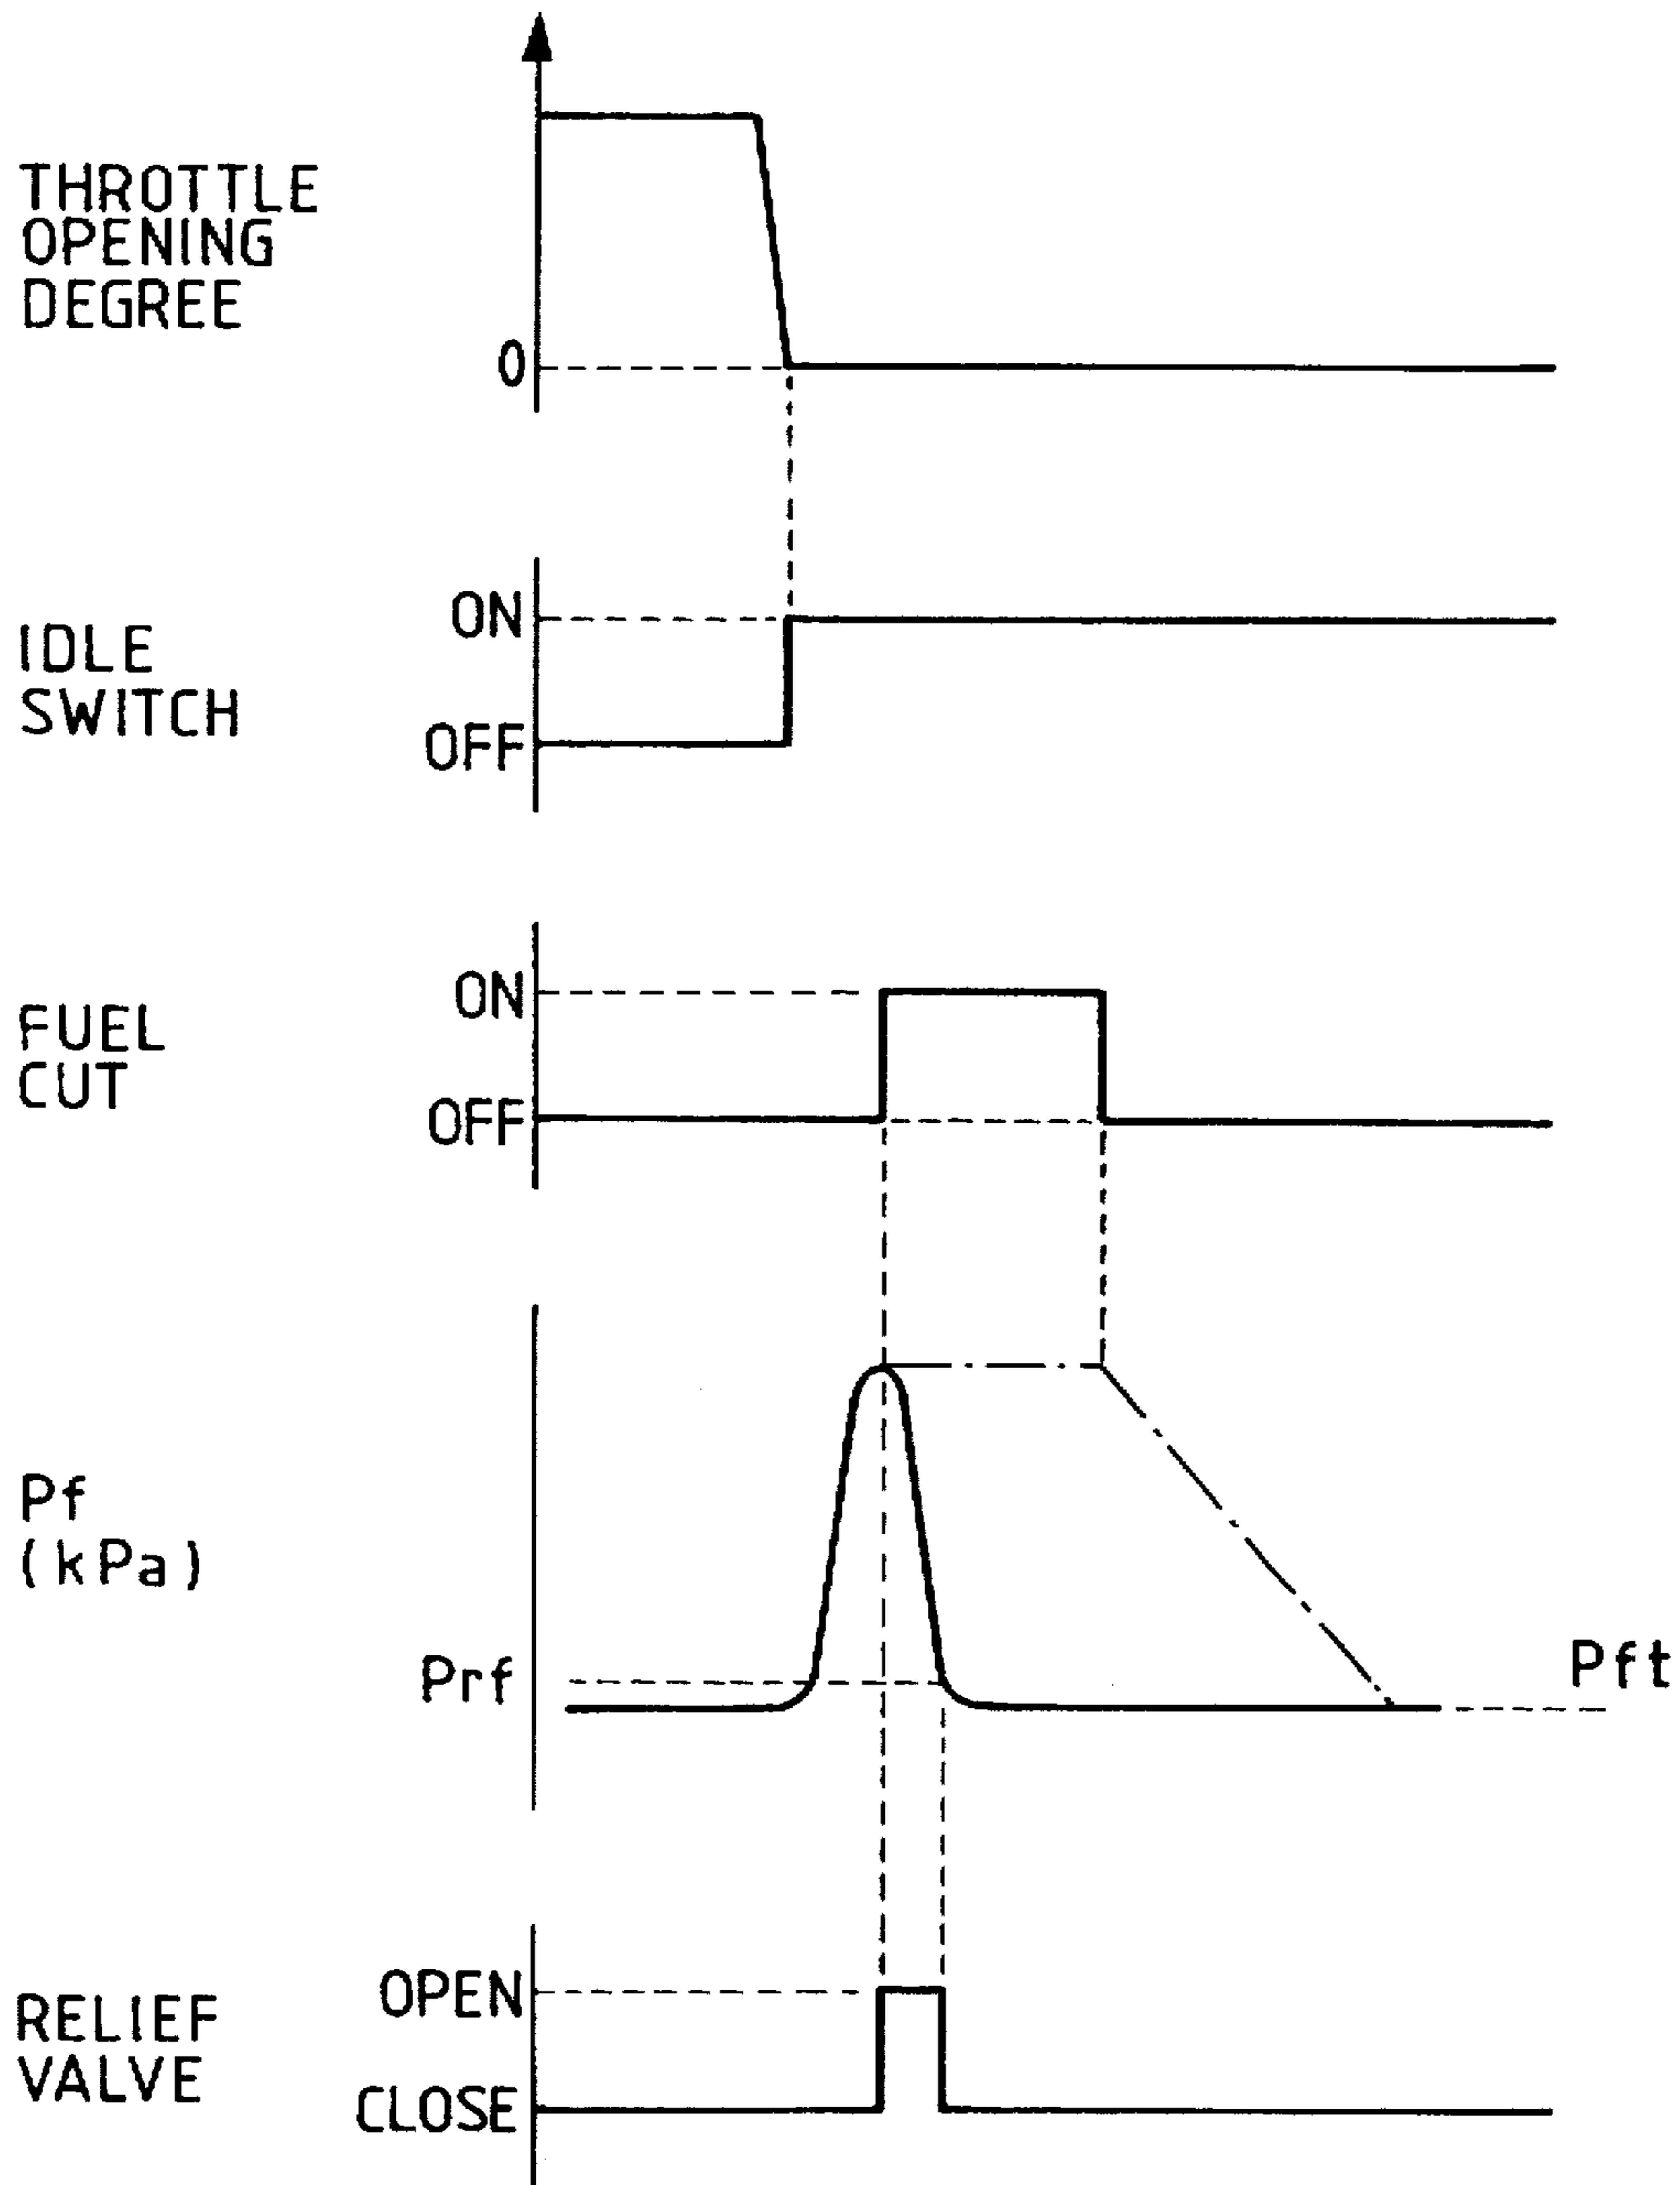 THROTTLE
OPENING
DEGREE
0
IDLE
SWITCH
ON
OFF
FUEL
CUT
ON
OFF
Pf
(kPa)
Prf
Pft
RELIEF
VALVE
OPEN
CLOSE